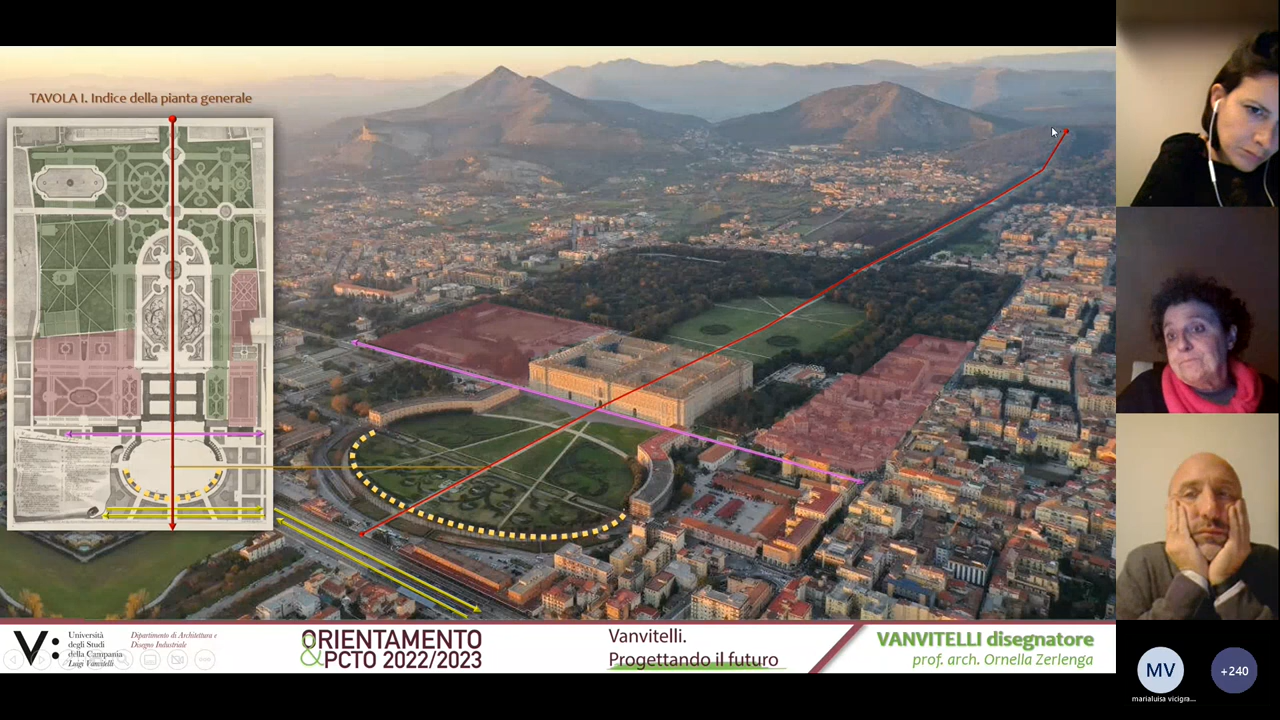 TAVOLA I. Indice della pianta generale
V:
Università
degli Studi
della Campania
Luigi Vanvitelli
Dipartimento di Architettura e
Disegno Industriale
ORIENTAMENTO
&PCTO 2022/2023
Vanvitelli.
Progettando il futuro
VANVITELLI disegnatore
prof. arch. Ornella Zerlenga
MV
+240
marialuisa vicigra...